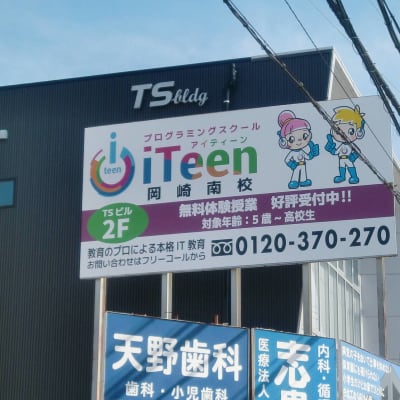 TS bldg
プログラミングスクール
アイティーン
i
teen
iTeen
岡崎南校
TSビル
2F
無料体験授業 好評受付中!!
対象年齢:5歳~高校生
教育のプロによる本格IT教育
お問い合わせはフリーコールから
0120-370-270
天野歯科
歯科・小児歯科
医療法人
志
内科・循